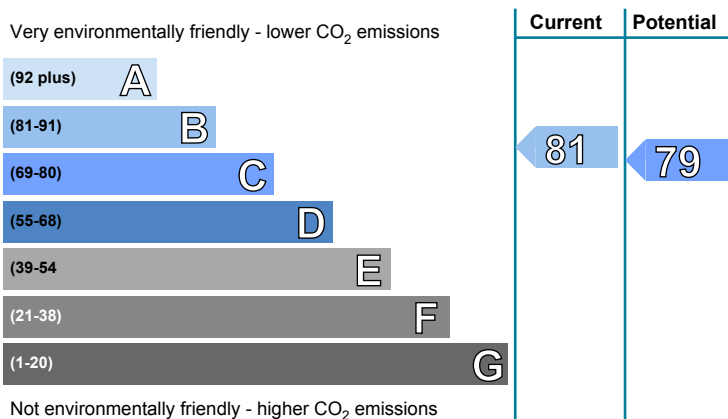 Current Potential
Very environmentally friendly - lower CO2 emissions
(92 plus) A
(81-91) B
81
(69-80) C
79
(55-68) D
(39-54 E
(21-38) F
(1-20) G
Not environmentally friendly - higher CO2 emissions